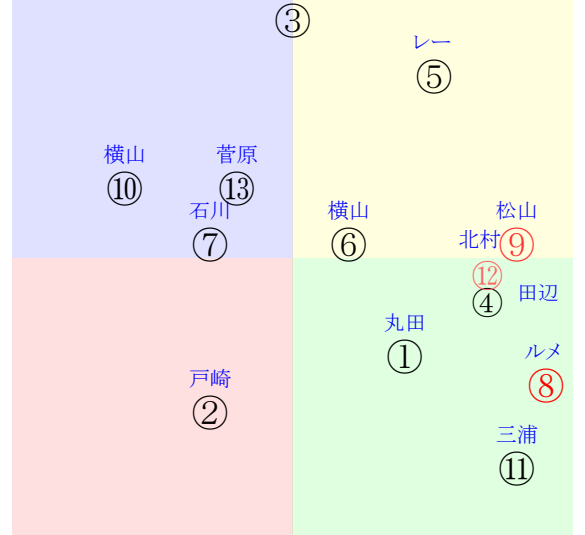 ③
レー
⑤
横山
菅原
⑩
⑬
石川
横山
松山
⑦
⑥
北村
⑨
⑫
④
田辺
丸田
①
ルメ
戸崎
⑧
②
三浦
⑪